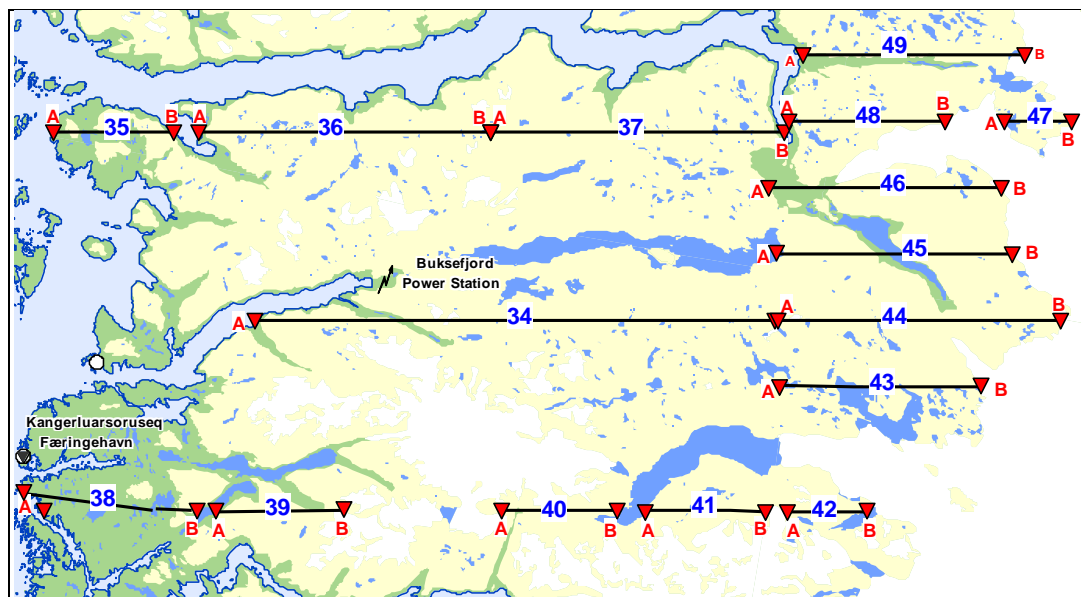 A 49 B
A 35 B A 36 B A 37 B
A 48 B
A 47 B
A 46 B
A 45 B
Buksefjord
Power Station
A 34 A 44 B
A 43 B
Kangerluarsoruseq
Færingehavn
A 38 B A 39 B
A 40 B A 41 B A 42 B